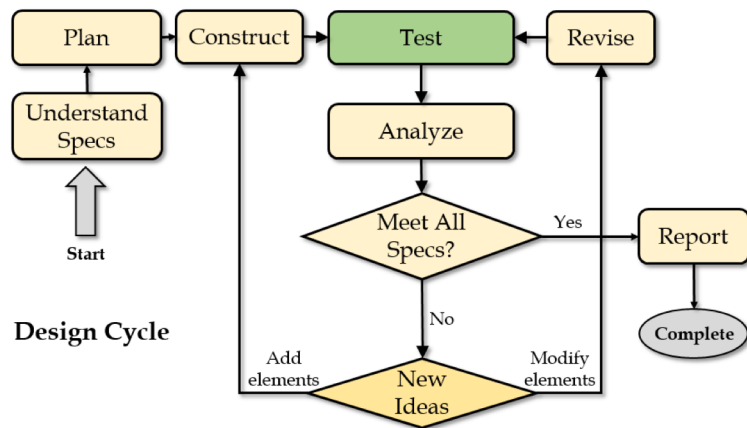 Plan
Construct
Test
Revise
Understand
Specs
Analyze
Start
Meet All
Specs?
Yes
Report
No
Design Cycle
Complete
Add
elements
New
Ideas
Modify
elements